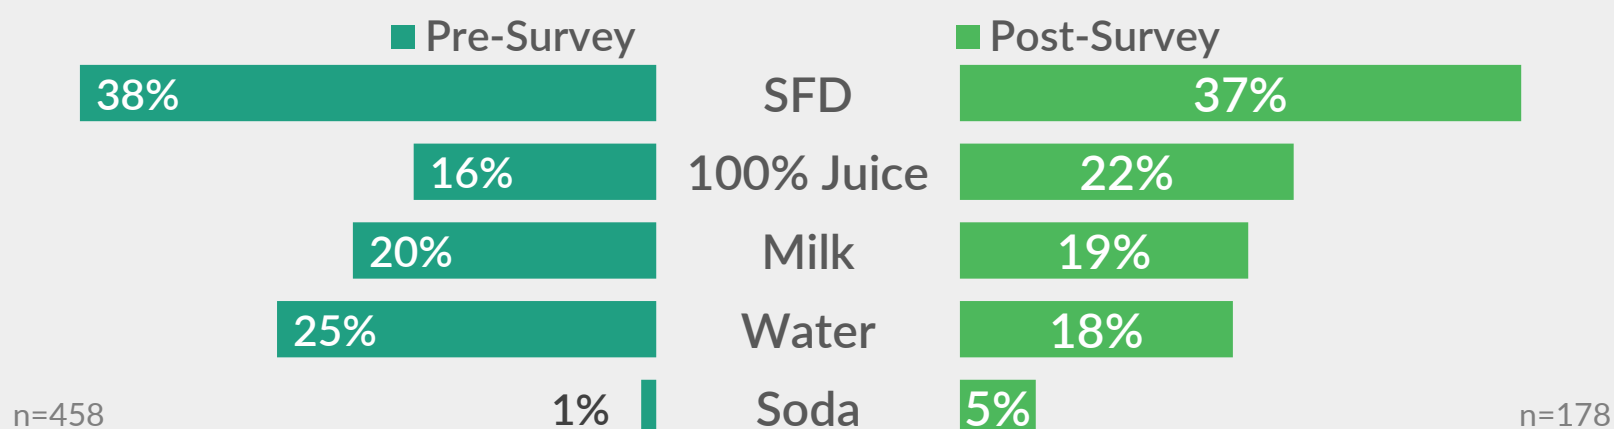 Pre-Survey Post-Survey
38% SFD 37%
16% 100% Juice 22%
20% Milk 19%
25% Water 18%
1% Soda 5%
n=458 n=178